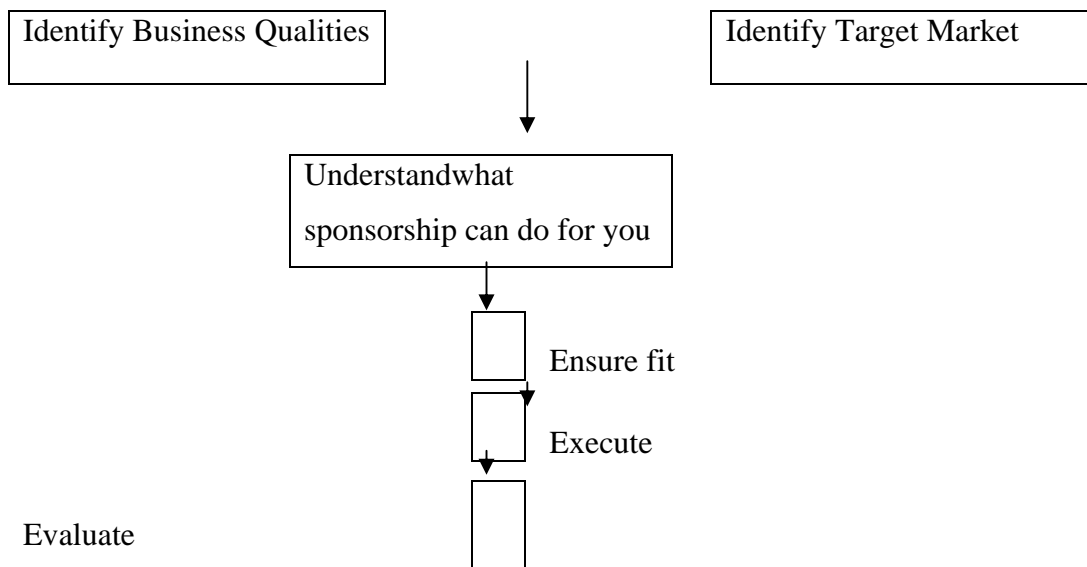 Identify Business Qualities
Identify Target Market
Understandwhat
sponsorship can do for you
Ensure fit
Execute
Evaluate